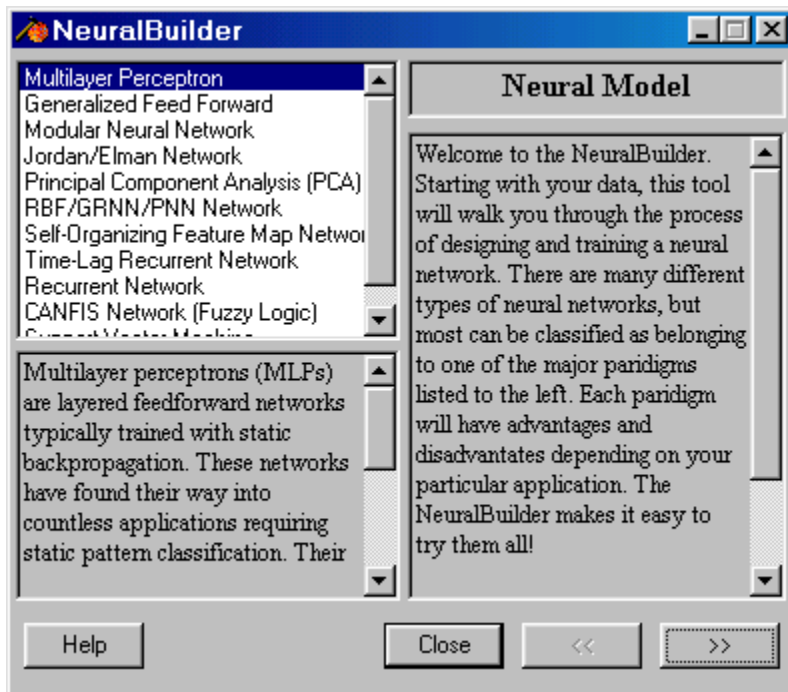 NeuralBuilder
Multilayer Perceptron
Generalized Feed Forward
Modular Neural Network
Jordan/Elman Network
Principal Component Analysis (PCA)
RBF/GRNN/PNN Network
Self-Organizing Feature Map Networ
Time-Lag Recurrent Network
Recurrent Network
CANFIS Network (Fuzzy Logic)
Multilayer perceptrons (MLPs)
are layered feedforward networks
typically trained with static
backpropagation. These networks
have found their way into
countless applications requiring
static pattern classification. Their
Neural Model
Welcome to the NeuralBuilder.
Starting with your data, this tool
will walk you through the process
of designing and training a neural
network. There are many different
types of neural networks, but
most can be classified as belonging
to one of the major paridigms
listed to the left. Each paridigm
will have advantages and
disadvantates depending on your
particular application. The
NeuralBuilder makes it easy to
try them all!
Help
Close
<<
>>